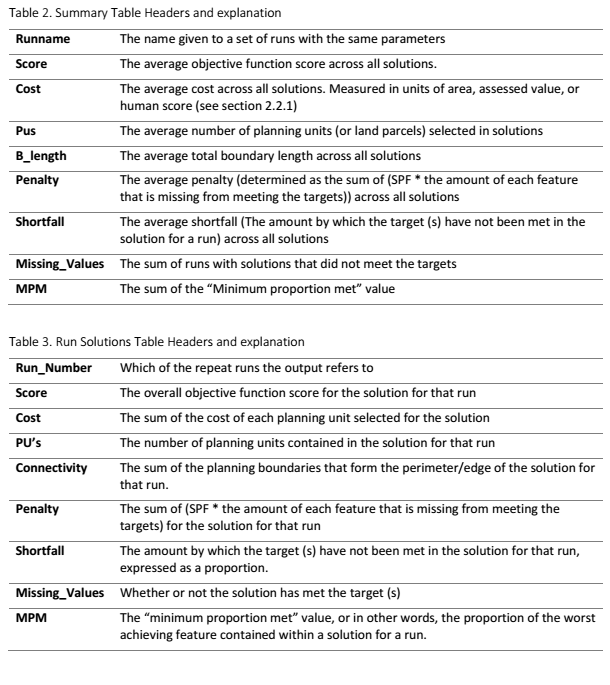 Table 2. Summary Table Headers and explanation
Runname The name given to a set of runs with the same parameters
Score The average objective function score across all solutions.
Cost The average cost across all solutions. Measured in units of area, assessed value, or
human score (see section 2.2.1)
Pus The average number of planning units (or land parcels) selected in solutions
B_length The average total boundary length across all solutions
Penalty The average penalty (determined as the sum of (SPF * the amount of each feature
that is missing from meeting the targets)) across all solutions
Shortfall The average shortfall (The amount by which the target (s) have not been met in the
solution for a run) across all solutions
Missing_Values The sum of runs with solutions that did not meet the targets
MPM The sum of the “Minimum proportion met” value
Table 3. Run Solutions Table Headers and explanation
Run_Number Which of the repeat runs the output refers to
Score The overall objective function score for the solution for that run
Cost The sum of the cost of each planning unit selected for the solution
PU’s The number of planning units contained in the solution for that run
Connectivity The sum of the planning boundaries that form the perimeter/edge of the solution for
that run.
Penalty The sum of (SPF * the amount of each feature that is missing from meeting the
targets) for the solution for that run
Shortfall The amount by which the target (s) have not been met in the solution for that run,
expressed as a proportion.
Missing_Values Whether or not the solution has met the target (s)
MPM The “minimum proportion met” value, or in other words, the proportion of the worst
achieving feature contained within a solution for a run.